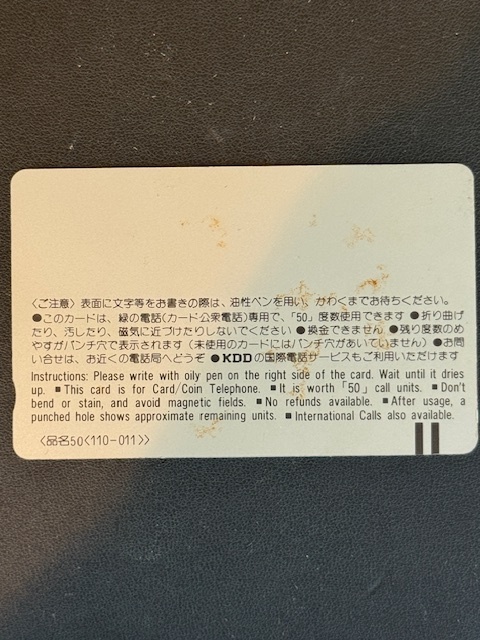 〈ご注意〉表面に文字等をお書きの際は、油性ペンを用い、かわくまでお待ちください。
●このカードは、緑の電話(カード公衆電話)専用で、「50」度数使用できます ●折り曲げ
たり、汚したり、磁気に近づけたりしないでください ●換金できません ●残り度数のめ
やすがパンチ穴で表示されます (未使用のカードにはパンチ穴があいていません) ●お問
い合せは、お近くの電話局へどうぞ ●KDDの国際電話サービスもご利用いただけます
Instructions: Please write with oily pen on the right side of the card. Wait until it dries
up. ■This card is for Card/Coin Telephone. ■It is worth「50」call units. ■Don't
bend or stain, and avoid magnetic fields. ■No refunds available. ■After usage, a
punched hole shows approximate remaining units. ■International Calls also available.
〈品名50〈110-011〉〉